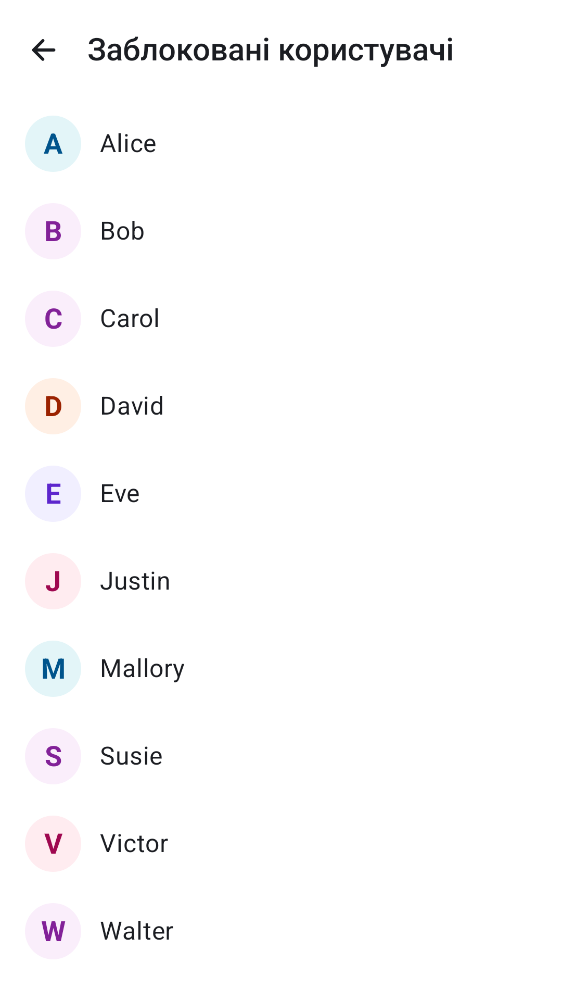 Заблоковані користувачі
A Alice
B Bob
C Carol
D David
E Eve
J Justin
M Mallory
S Susie
V Victor
W Walter